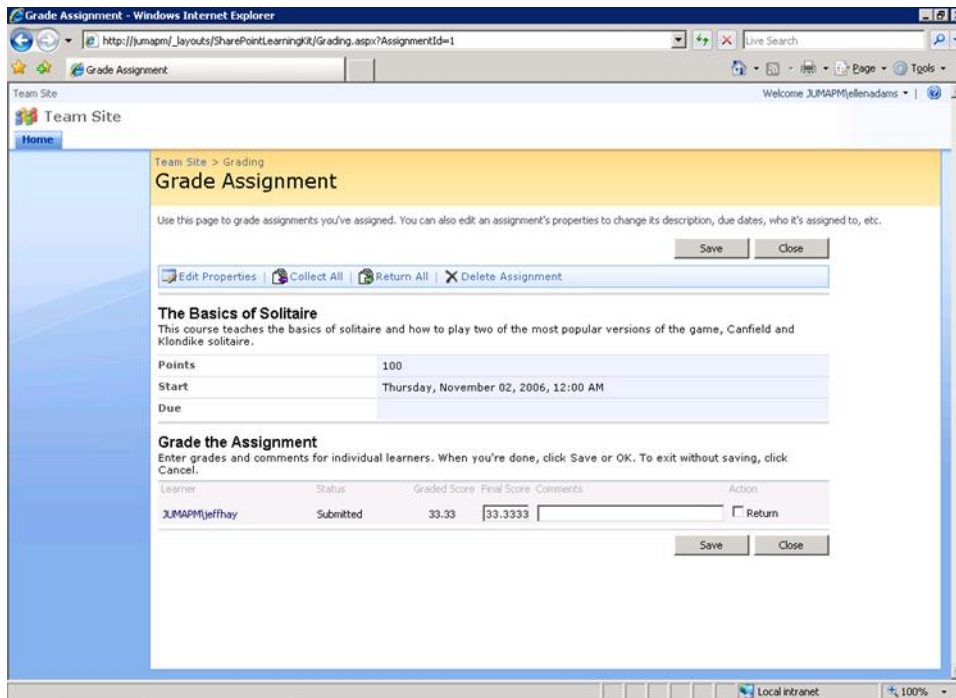 Grade Assignment - Windows Internet Explorer
http://jumapm/_layouts/SharePointLearningKit/Grading.aspx?AssignmentId=1
Live Search
Grade Assignment
Page
Tools
Team Site
Welcome JUMAPM\ellenadams
Team Site
Home
Team Site > Grading
Grade Assignment
Use this page to grade assignments you've assigned. You can also edit an assignment's properties to change its description, due dates, who it's assigned to, etc.
Save Close
Edit Properties | Collect All | Return All | Delete Assignment
The Basics of Solitaire
This course teaches the basics of solitaire and how to play two of the most popular versions of the game, Canfield and
Klondike solitaire.
Points 100
Start Thursday, November 02, 2006, 12:00 AM
Due
Grade the Assignment
Enter grades and comments for individual learners. When you're done, click Save or OK. To exit without saving, click
Cancel.
Learner Status Graded Score Final Score Comments Action
JUMAPM\jeffhay Submitted 33.33 33.3333 Return
Save Close
Local intranet 100%